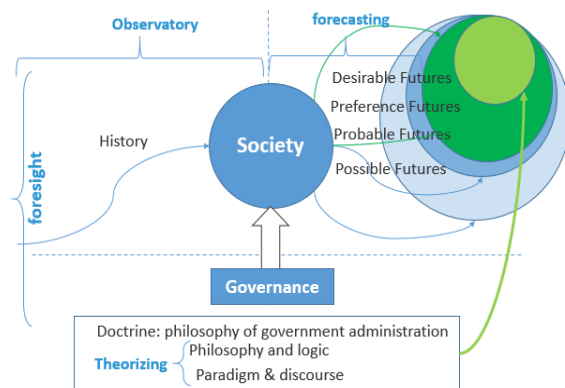 Observatory
forecasting
Desirable Futures
Preference Futures
History
Society
Probable Futures
Possible Futures
foresight
Governance
Doctrine: philosophy of government administration
Philosophy and logic
Theorizing
Paradigm & discourse